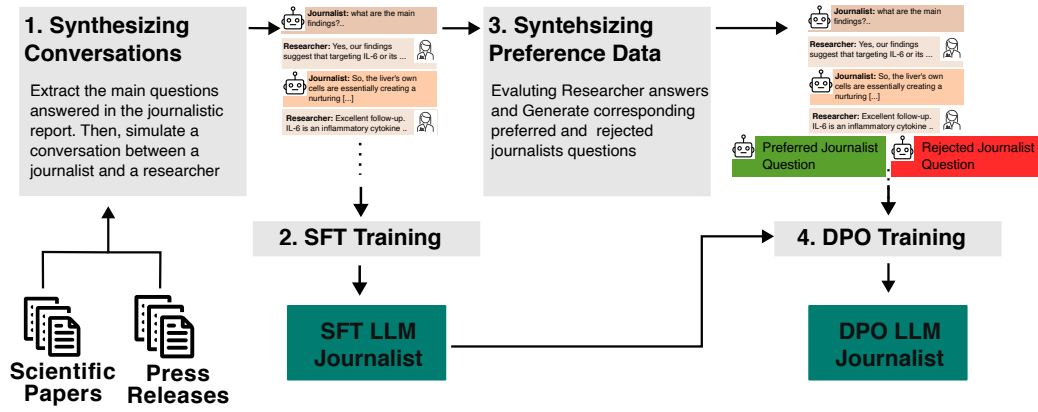 1. Synthesizing
Conversations
Extract the main questions
answered in the journalistic
report. Then, simulate a
conversation between a
journalist and a researcher
Journalist: what are the main
findings?..
Researcher: Yes, our findings
suggest that targeting IL-6 or its ...
Journalist: So, the liver's own
cells are essentially creating a
nurturing [...]
Researcher: Excellent follow-up.
IL-6 is an inflammatory cytokine ..
3. Syntehsizing
Preference Data
Evaluting Researcher answers
and Generate corresponding
preferred and rejected
journalists questions
Journalist: what are the main
findings?..
Researcher: Yes, our findings
suggest that targeting IL-6 or its ...
Journalist: So, the liver's own
cells are essentially creating a
nurturing [...]
Researcher: Excellent follow-up.
IL-6 is an inflammatory cytokine ..
Preferred Journalist
Question
Rejected Journalist
Question
2. SFT Training
4. DPO Training
SFT LLM
Journalist
DPO LLM
Journalist
Scientific
Papers
Press
Releases